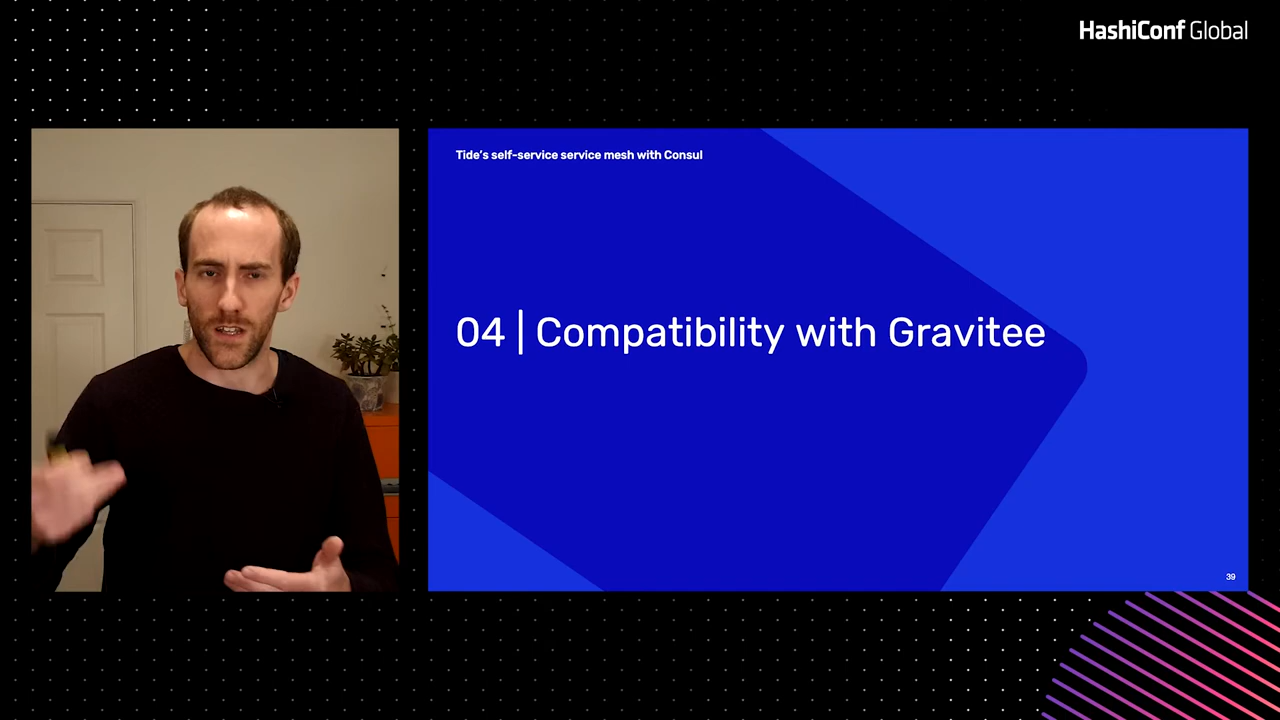 HashiConf Global
Tide's self-service service mesh with Consul
04 | Compatibility with Gravitee
39